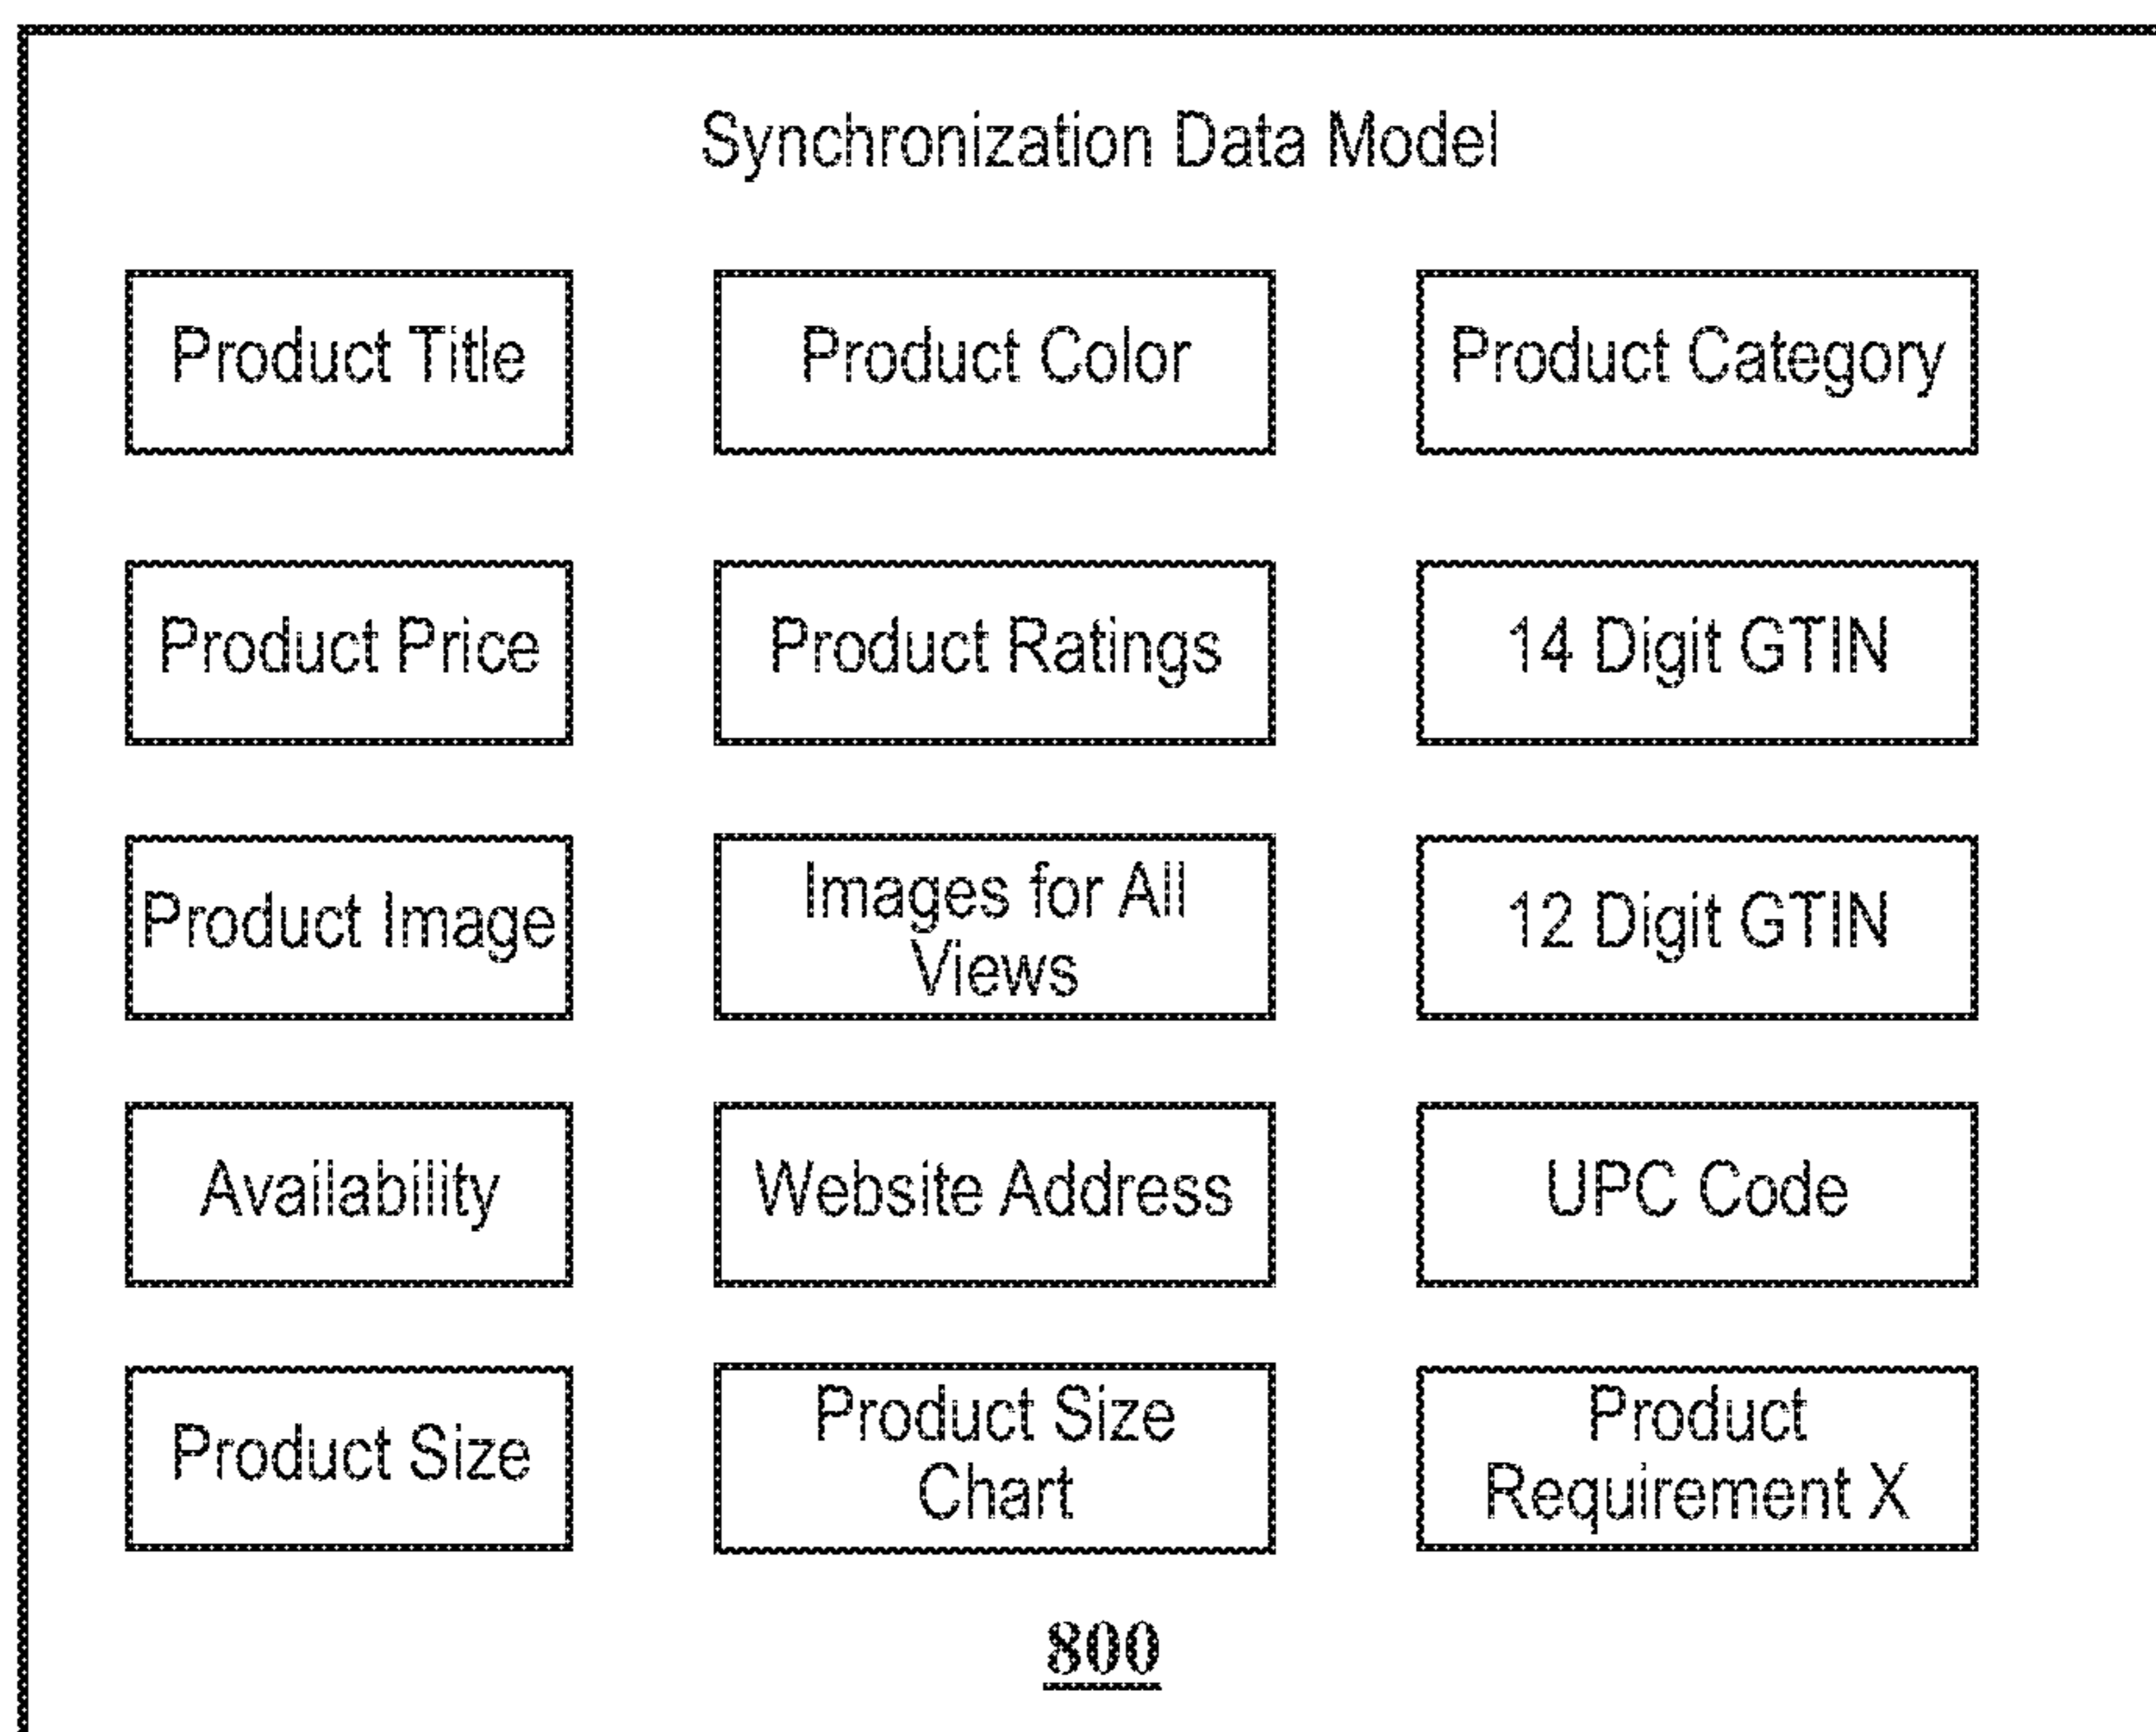 Synchronization Data Model
Product Title
Product Color
Product Category
Product Price
Product Ratings
14 Digit GTIN
Product Image
Images for All
Views
12 Digit GTIN
Availability
Website Address
UPC Code
Product Size
Product Size
Chart
Product
Requirement X
800